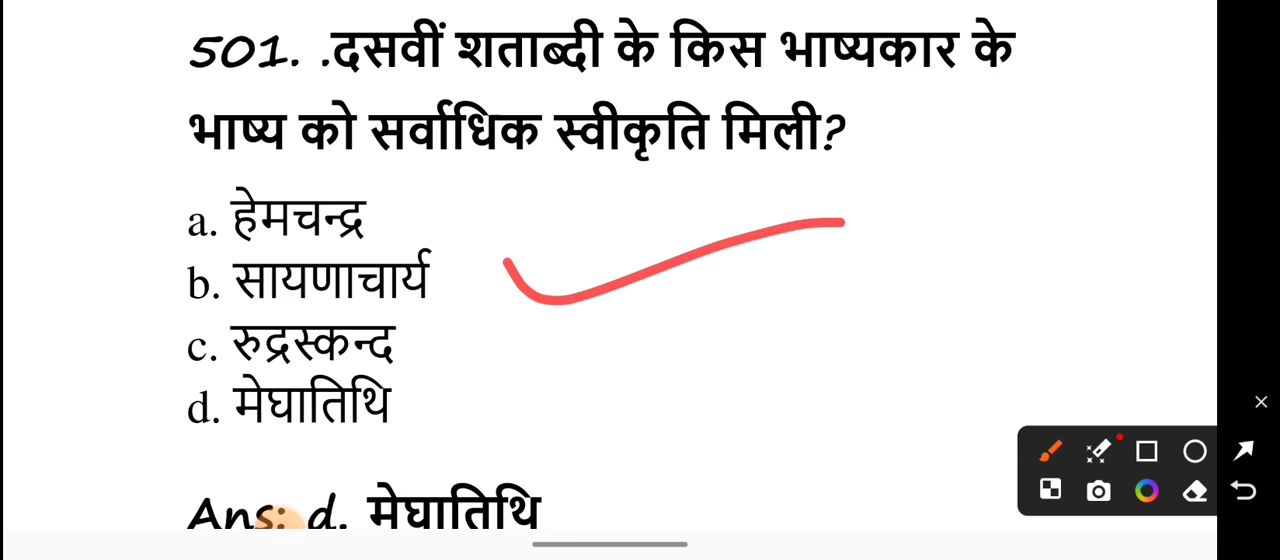 501. .दसवीं शताब्दी के किस भाष्यकार के
भाष्य को सर्वाधिक स्वीकृति मिली?
a. हेमचन्द्र
b. सायणाचार्य
c. रुद्रस्कन्द
d. मेघातिथि
Ans: d. मेघातिथि